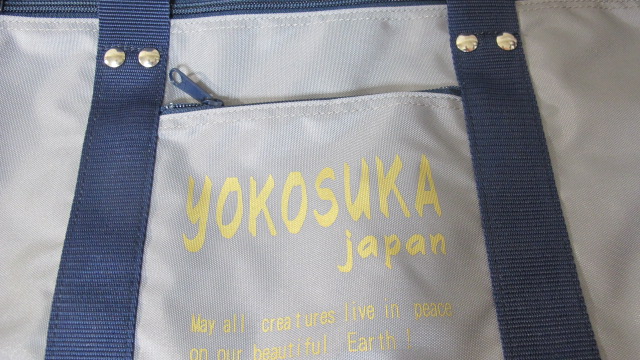 YOKOSUKA
japan
May all creatures live in peace
on our beautiful Earth!